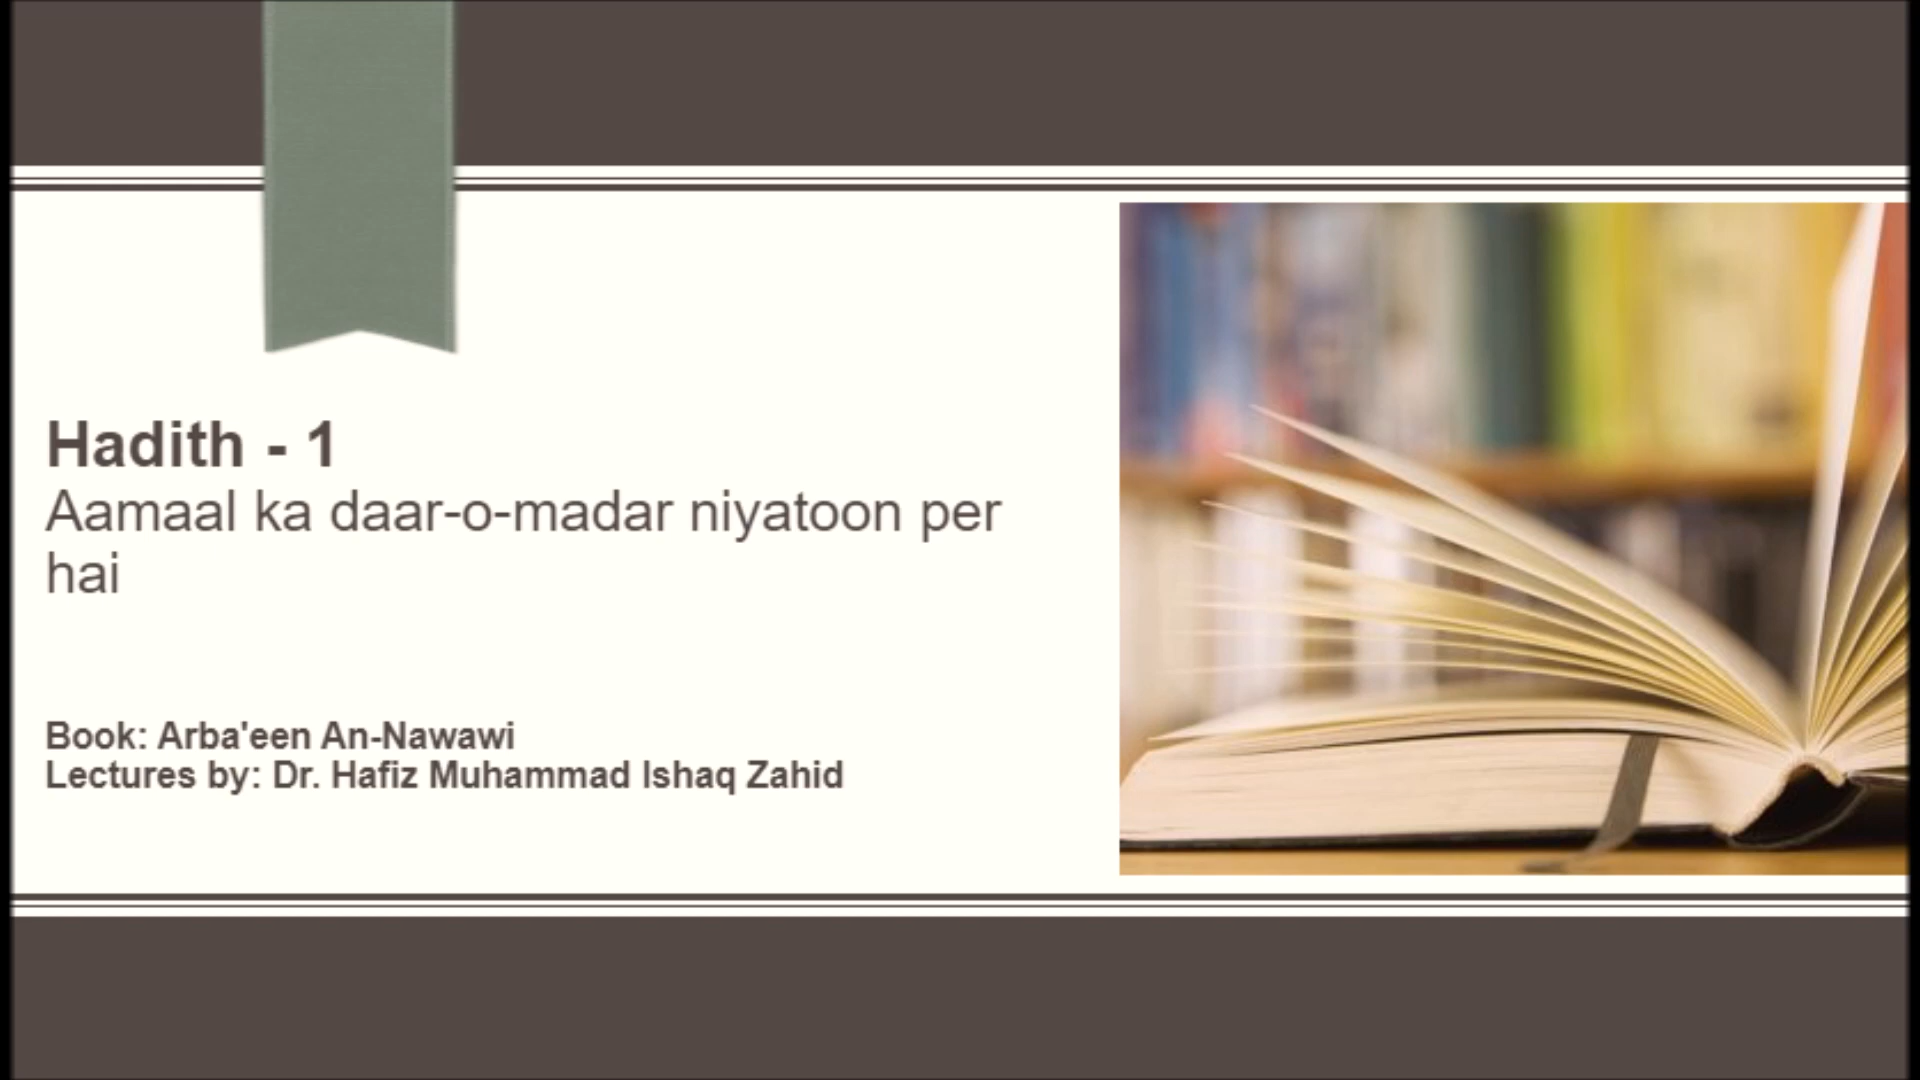 Hadith - 1
Aamaal ka daar-o-madar niyatoon per
hai
Book: Arba'een An-Nawawi
Lectures by: Dr. Hafiz Muhammad Ishaq Zahid